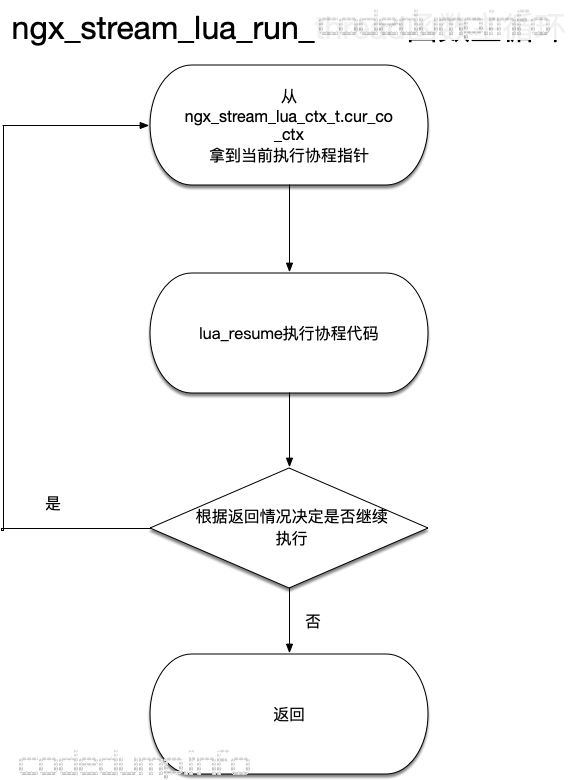 ngx_stream_lua_run_
从
ngx_stream_lua_ctx_t.cur_co
_ctx
拿到当前执行协程指针
lua_resume执行协程代码
是
根据返回情况决定是否继续
执行
否
返回
codedump.info